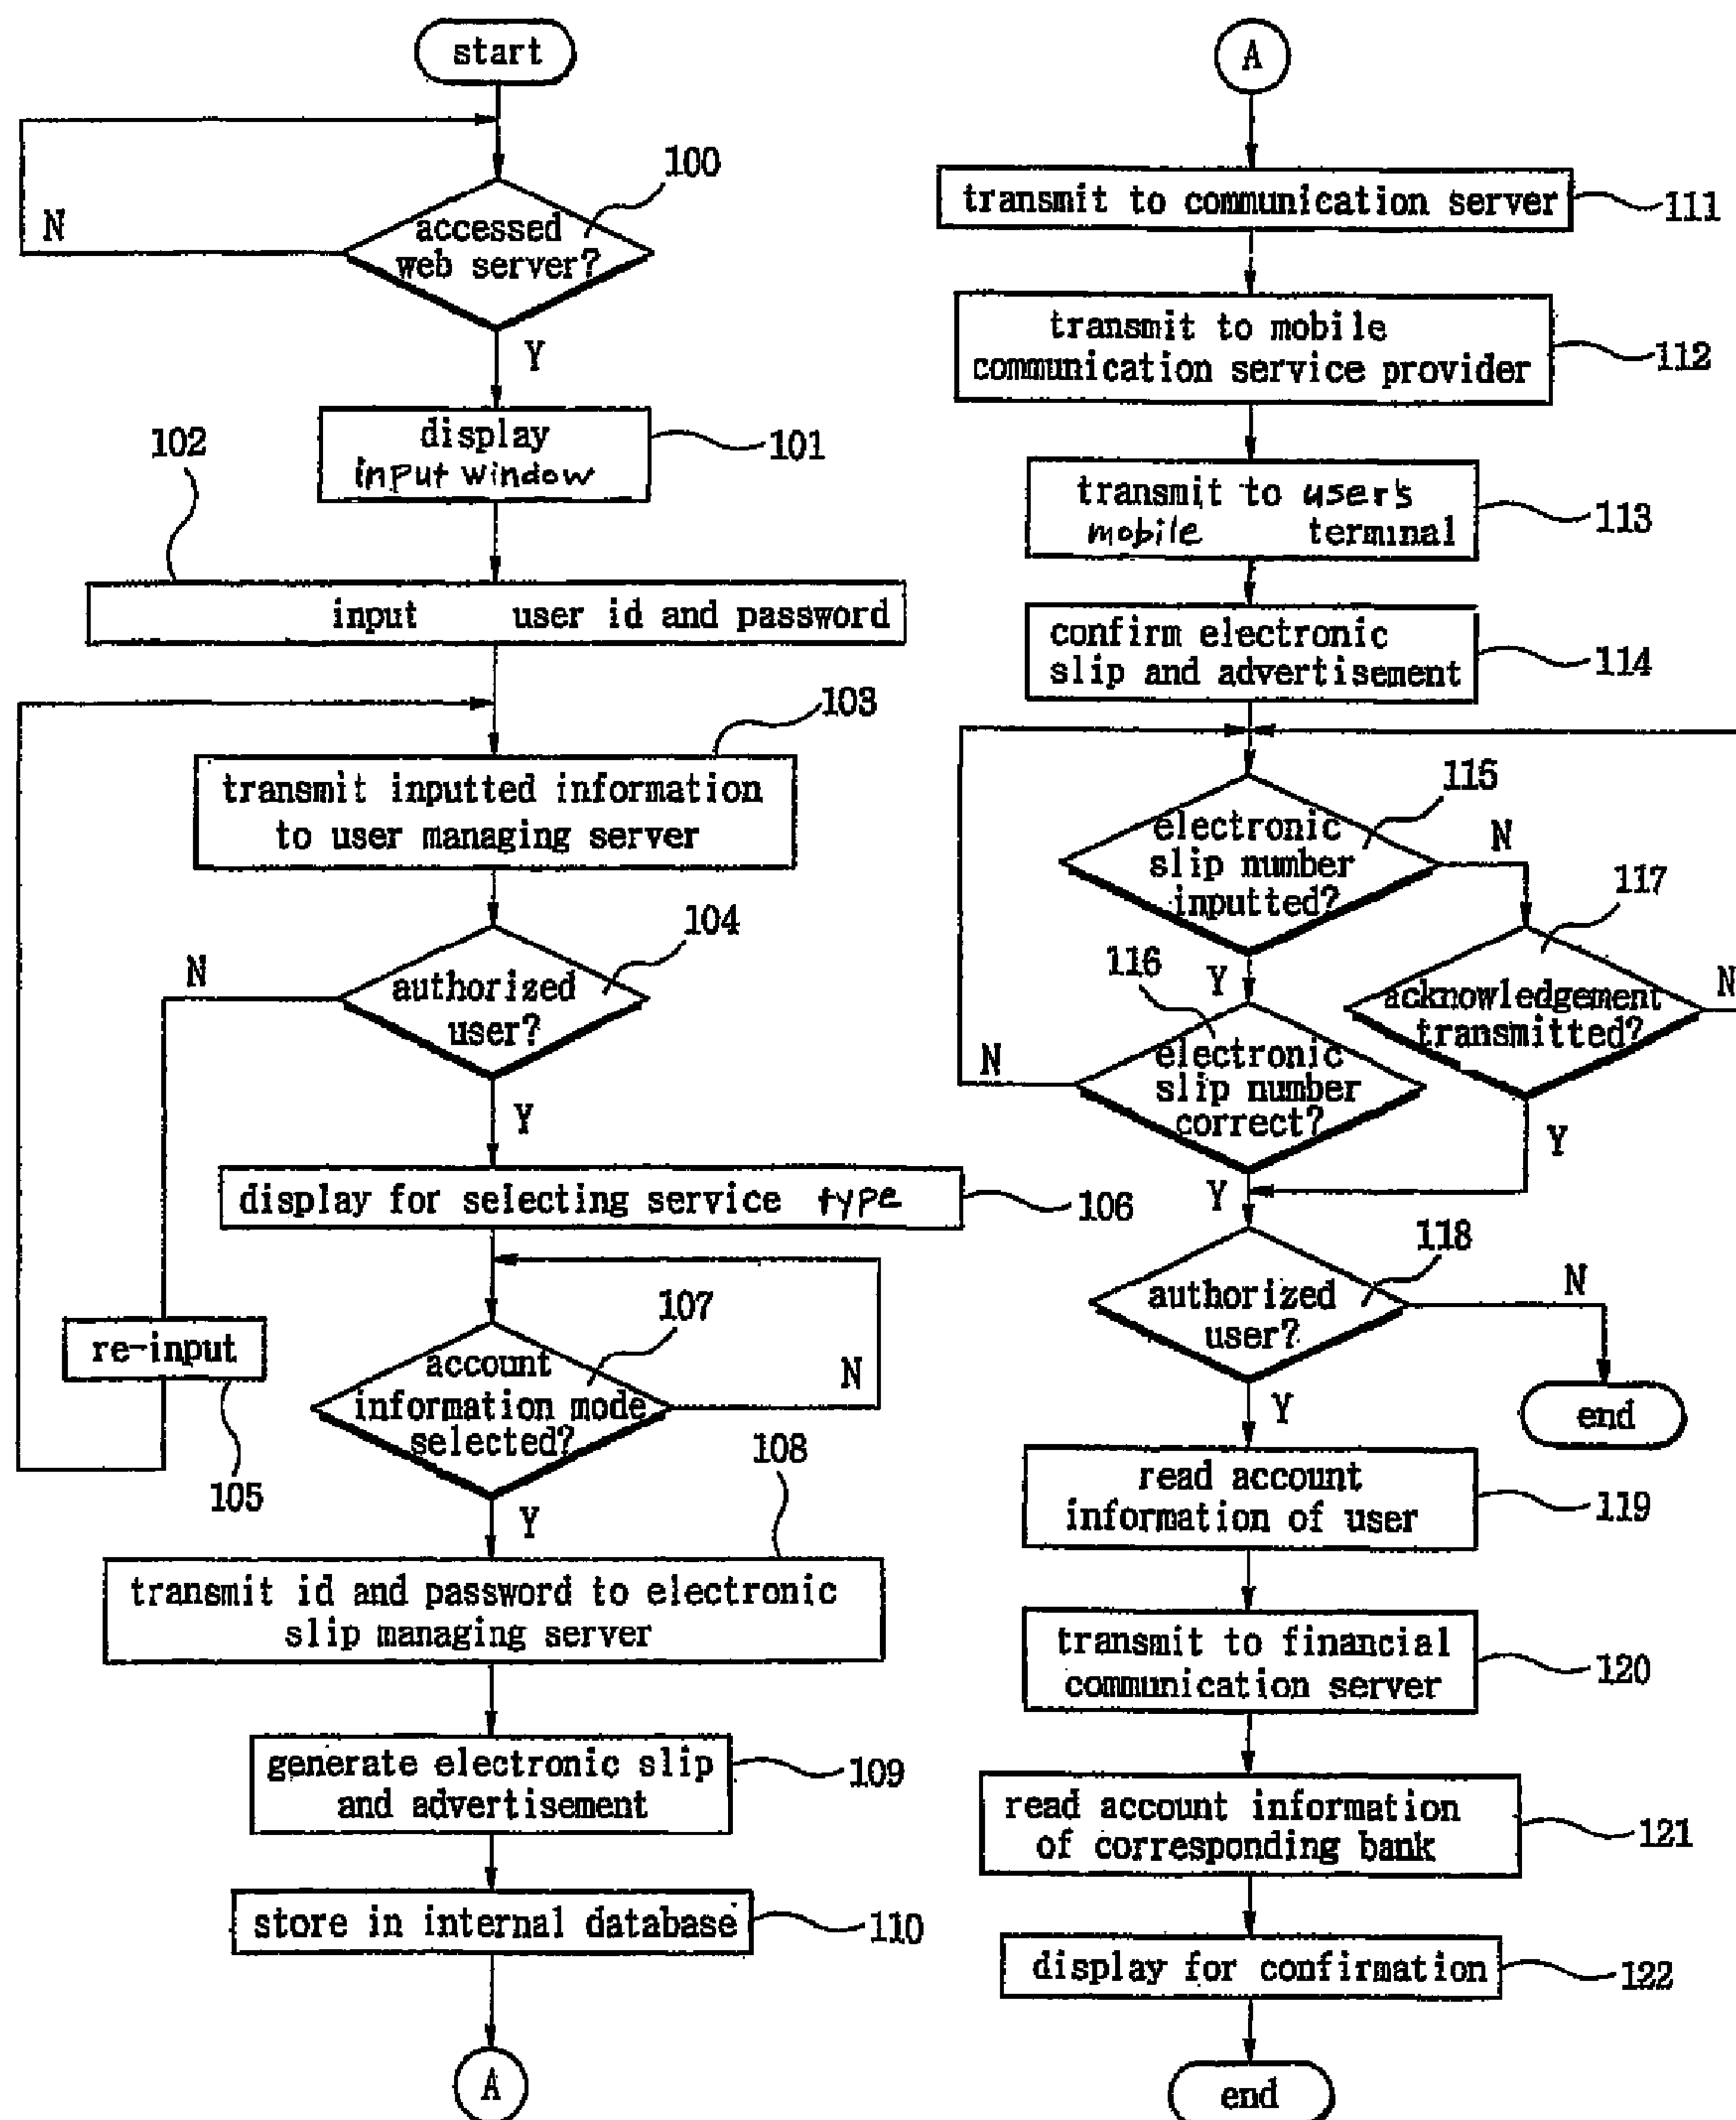 start
100
accessed
web server?
N
Y
display
input window
101
102
input user id and password
103
transmit inputted information
to user managing server
104
authorized
user?
N
Y
display for selecting service type
106
re-input
105
107
account
information mode
selected?
N
Y
108
transmit id and password to electronic
slip managing server
generate electronic slip
and advertisement
109
store in internal database
110
A
A
transmit to communication server
111
transmit to mobile
communication service provider
112
transmit to user's
mobile terminal
113
confirm electronic
slip and advertisement
114
115
electronic
slip number
inputted?
N
Y
117
acknowledgement
transmitted?
N
Y
116
electronic
slip number
correct?
N
Y
118
authorized
user?
N
end
Y
read account
information of user
119
transmit to financial
communication server
120
read account information
of corresponding bank
121
display for confirmation
122
end